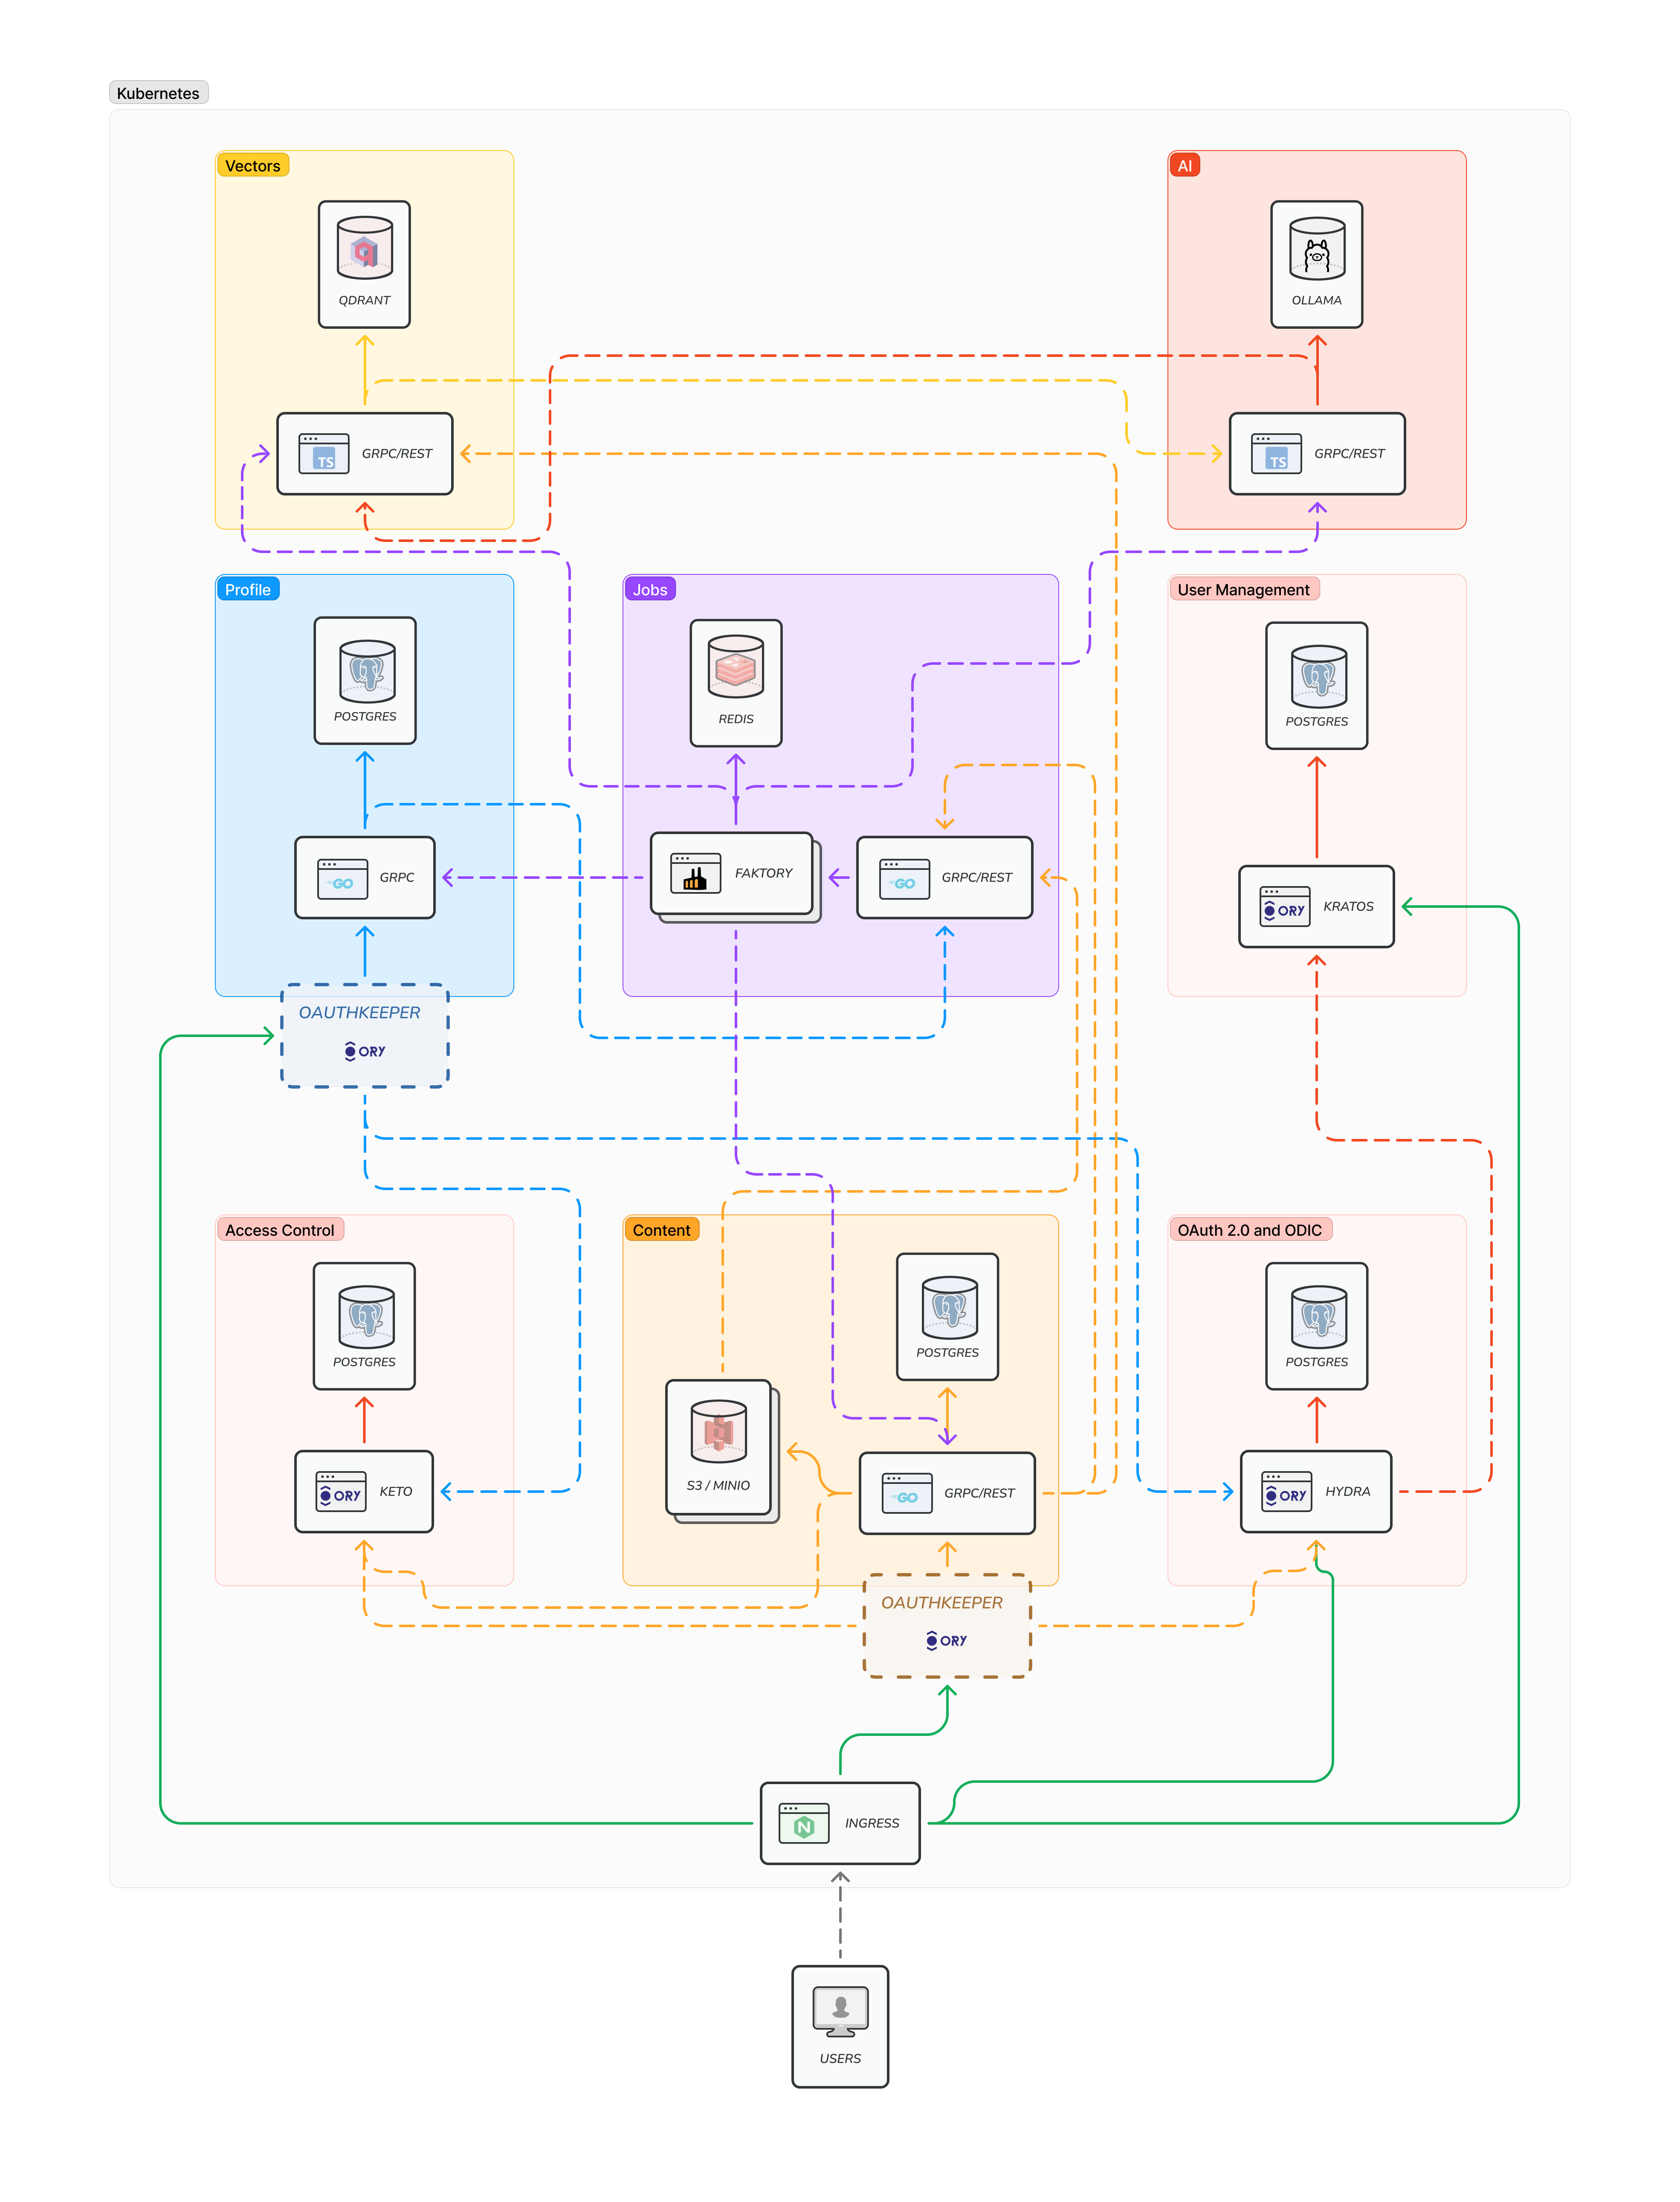 Kubernetes
Vectors
QDRANT
TS
GRPC/REST
AI
OLLAMA
TS
GRPC/REST
Profile
POSTGRES
GO
GRPC
OAUTHKEEPER
ORY
Jobs
REDIS
FAKTORY
GO
GRPC/REST
User Management
POSTGRES
ORY
KRATOS
Access Control
POSTGRES
ORY
KETO
Content
POSTGRES
S3 / MINIO
GO
GRPC/REST
OAUTHKEEPER
ORY
OAuth 2.0 and ODIC
POSTGRES
ORY
HYDRA
N
INGRESS
USERS